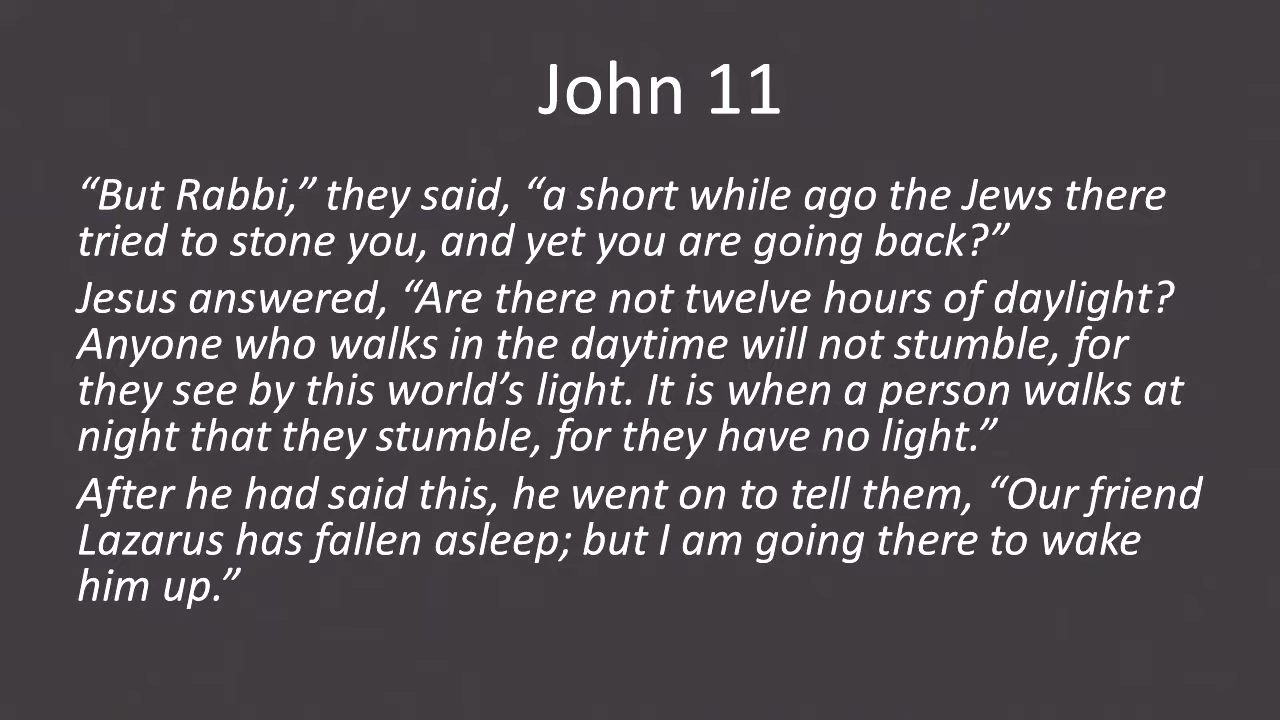 John 11
“But Rabbi,” they said, “a short while ago the Jews there
tried to stone you, and yet you are going back?”
Jesus answered, “Are there not twelve hours of daylight?
Anyone who walks in the daytime will not stumble, for
they see by this world’s light. It is when a person walks at
night that they stumble, for they have no light.”
After he had said this, he went on to tell them, “Our friend
Lazarus has fallen asleep; but I am going there to wake
him up.”